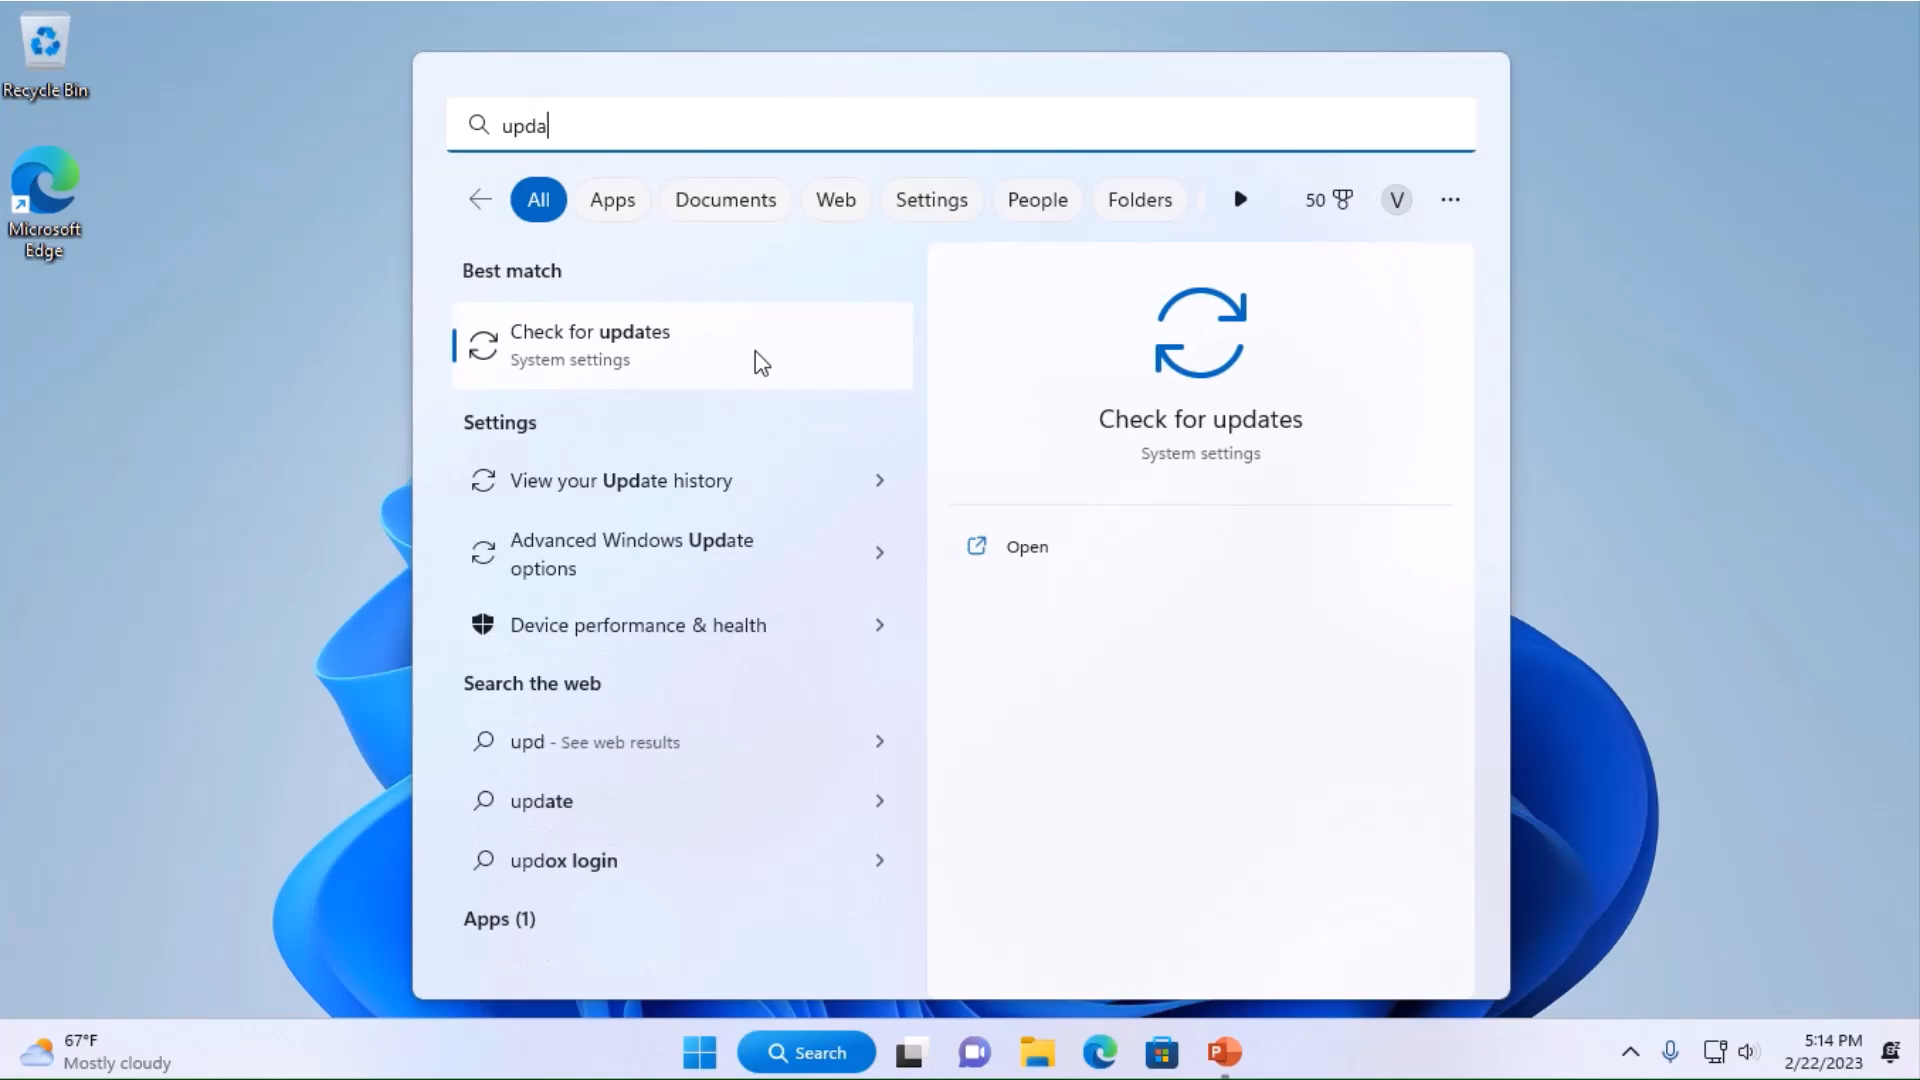 Recycle Bin
Microsoft
Edge
upda
All Apps Documents Web Settings People Folders 50 V
Best match
Check for updates
System settings
Settings
View your Update history
Advanced Windows Update
options
Device performance & health
Search the web
upd - See web results
update
updox login
Apps (1)
Check for updates
System settings
Open
67°F
Mostly cloudy
Search
P
5:14 PM
2/22/2023